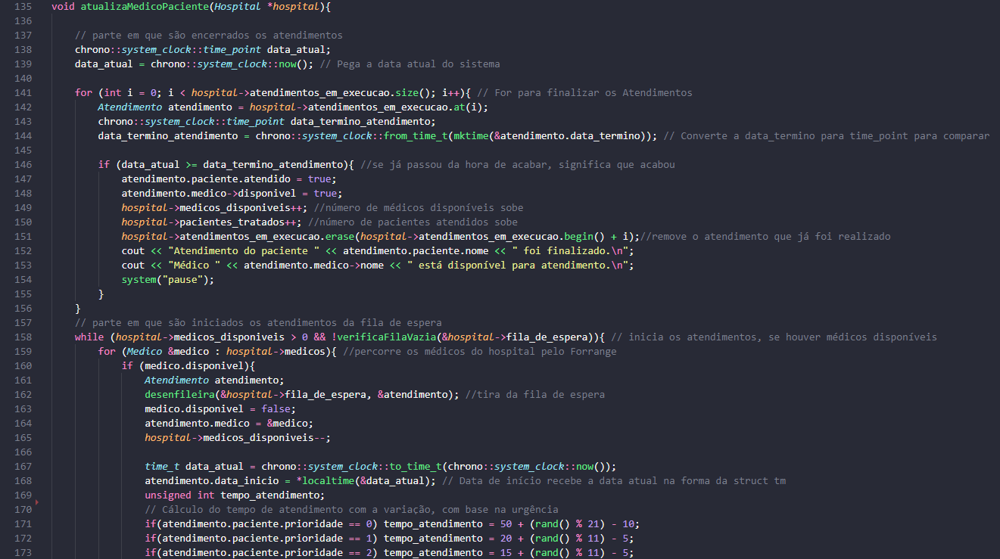 135 void atualizaMedicoPaciente(Hospital *hospital){
136
137 // parte em que são encerrados os atendimentos
138 chrono::system_clock::time_point data_atual;
139 data_atual = chrono::system_clock::now(); // Pega a data atual do sistema
140
141 for (int i = 0; i < hospital->atendimentos_em_execucao.size(); i++){ // For para finalizar os Atendimentos
142 Atendimento atendimento = hospital->atendimentos_em_execucao.at(i);
143 chrono::system_clock::time_point data_termino_atendimento;
144 data_termino_atendimento = chrono::system_clock::from_time_t(mktime(&atendimento.data_termino)); // Converte a data_termino para time_point para comparar
145
146 if (data_atual >= data_termino_atendimento){ //se já passou da hora de acabar, significa que acabou
147 atendimento.paciente.atendido = true;
148 atendimento.medico->disponivel = true;
149 hospital->medicos_disponiveis++; //número de médicos disponíveis sobe
150 hospital->pacientes_tratados++; //número de pacientes atendidos sobe
151 hospital->atendimentos_em_execucao.erase(hospital->atendimentos_em_execucao.begin() + i);//remove o atendimento que já foi realizado
152 cout << "Atendimento do paciente " << atendimento.paciente.nome << " foi finalizado.\n";
153 cout << "Médico " << atendimento.medico->nome << " está disponível para atendimento.\n";
154 system("pause");
155 }
156 }
157 // parte em que são iniciados os atendimentos da fila de espera
158 while (hospital->medicos_disponiveis > 0 && !verificaFilaVazia(&hospital->fila_de_espera)){ // inicia os atendimentos, se houver médicos disponíveis
159 for (Medico &medico : hospital->medicos){ //percorre os médicos do hospital pelo Forrange
160 if (medico.disponivel){
161 Atendimento atendimento;
162 desenfileira(&hospital->fila_de_espera, &atendimento); //tira da fila de espera
163 medico.disponivel = false;
164 atendimento.medico = &medico;
165 hospital->medicos_disponiveis--;
166
167 time_t data_atual = chrono::system_clock::to_time_t(chrono::system_clock::now());
168 atendimento.data_inicio = *localtime(&data_atual); // Data de início recebe a data atual na forma da struct tm
169 unsigned int tempo_atendimento;
170 // Cálculo do tempo de atendimento com a variação, com base na urgência
171 if(atendimento.paciente.prioridade == 0) tempo_atendimento = 50 + (rand() % 21) - 10;
172 if(atendimento.paciente.prioridade == 1) tempo_atendimento = 20 + (rand() % 11) - 5;
173 if(atendimento.paciente.prioridade == 2) tempo_atendimento = 15 + (rand() % 11) - 5;